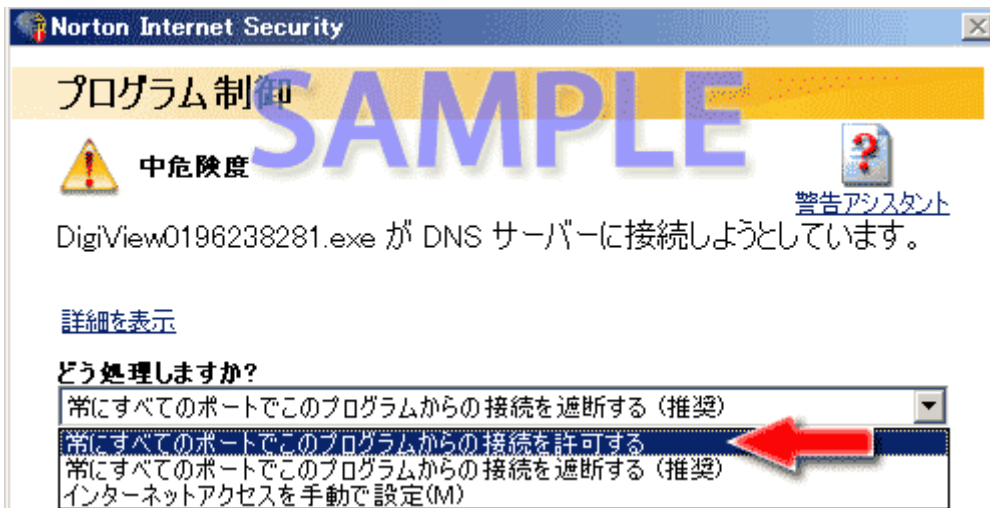 Norton Internet Security
プログラム制御
SAMPLE
中危険度
警告アシスタント
DigiView0196238281.exe が DNS サーバーに接続しようとしています。
詳細を表示
どう処理しますか?
常にすべてのポートでこのプログラムからの接続を遮断する (推奨)
常にすべてのポートでこのプログラムからの接続を許可する
常にすべてのポートでこのプログラムからの接続を遮断する (推奨)
インターネットアクセスを手動で設定(M)